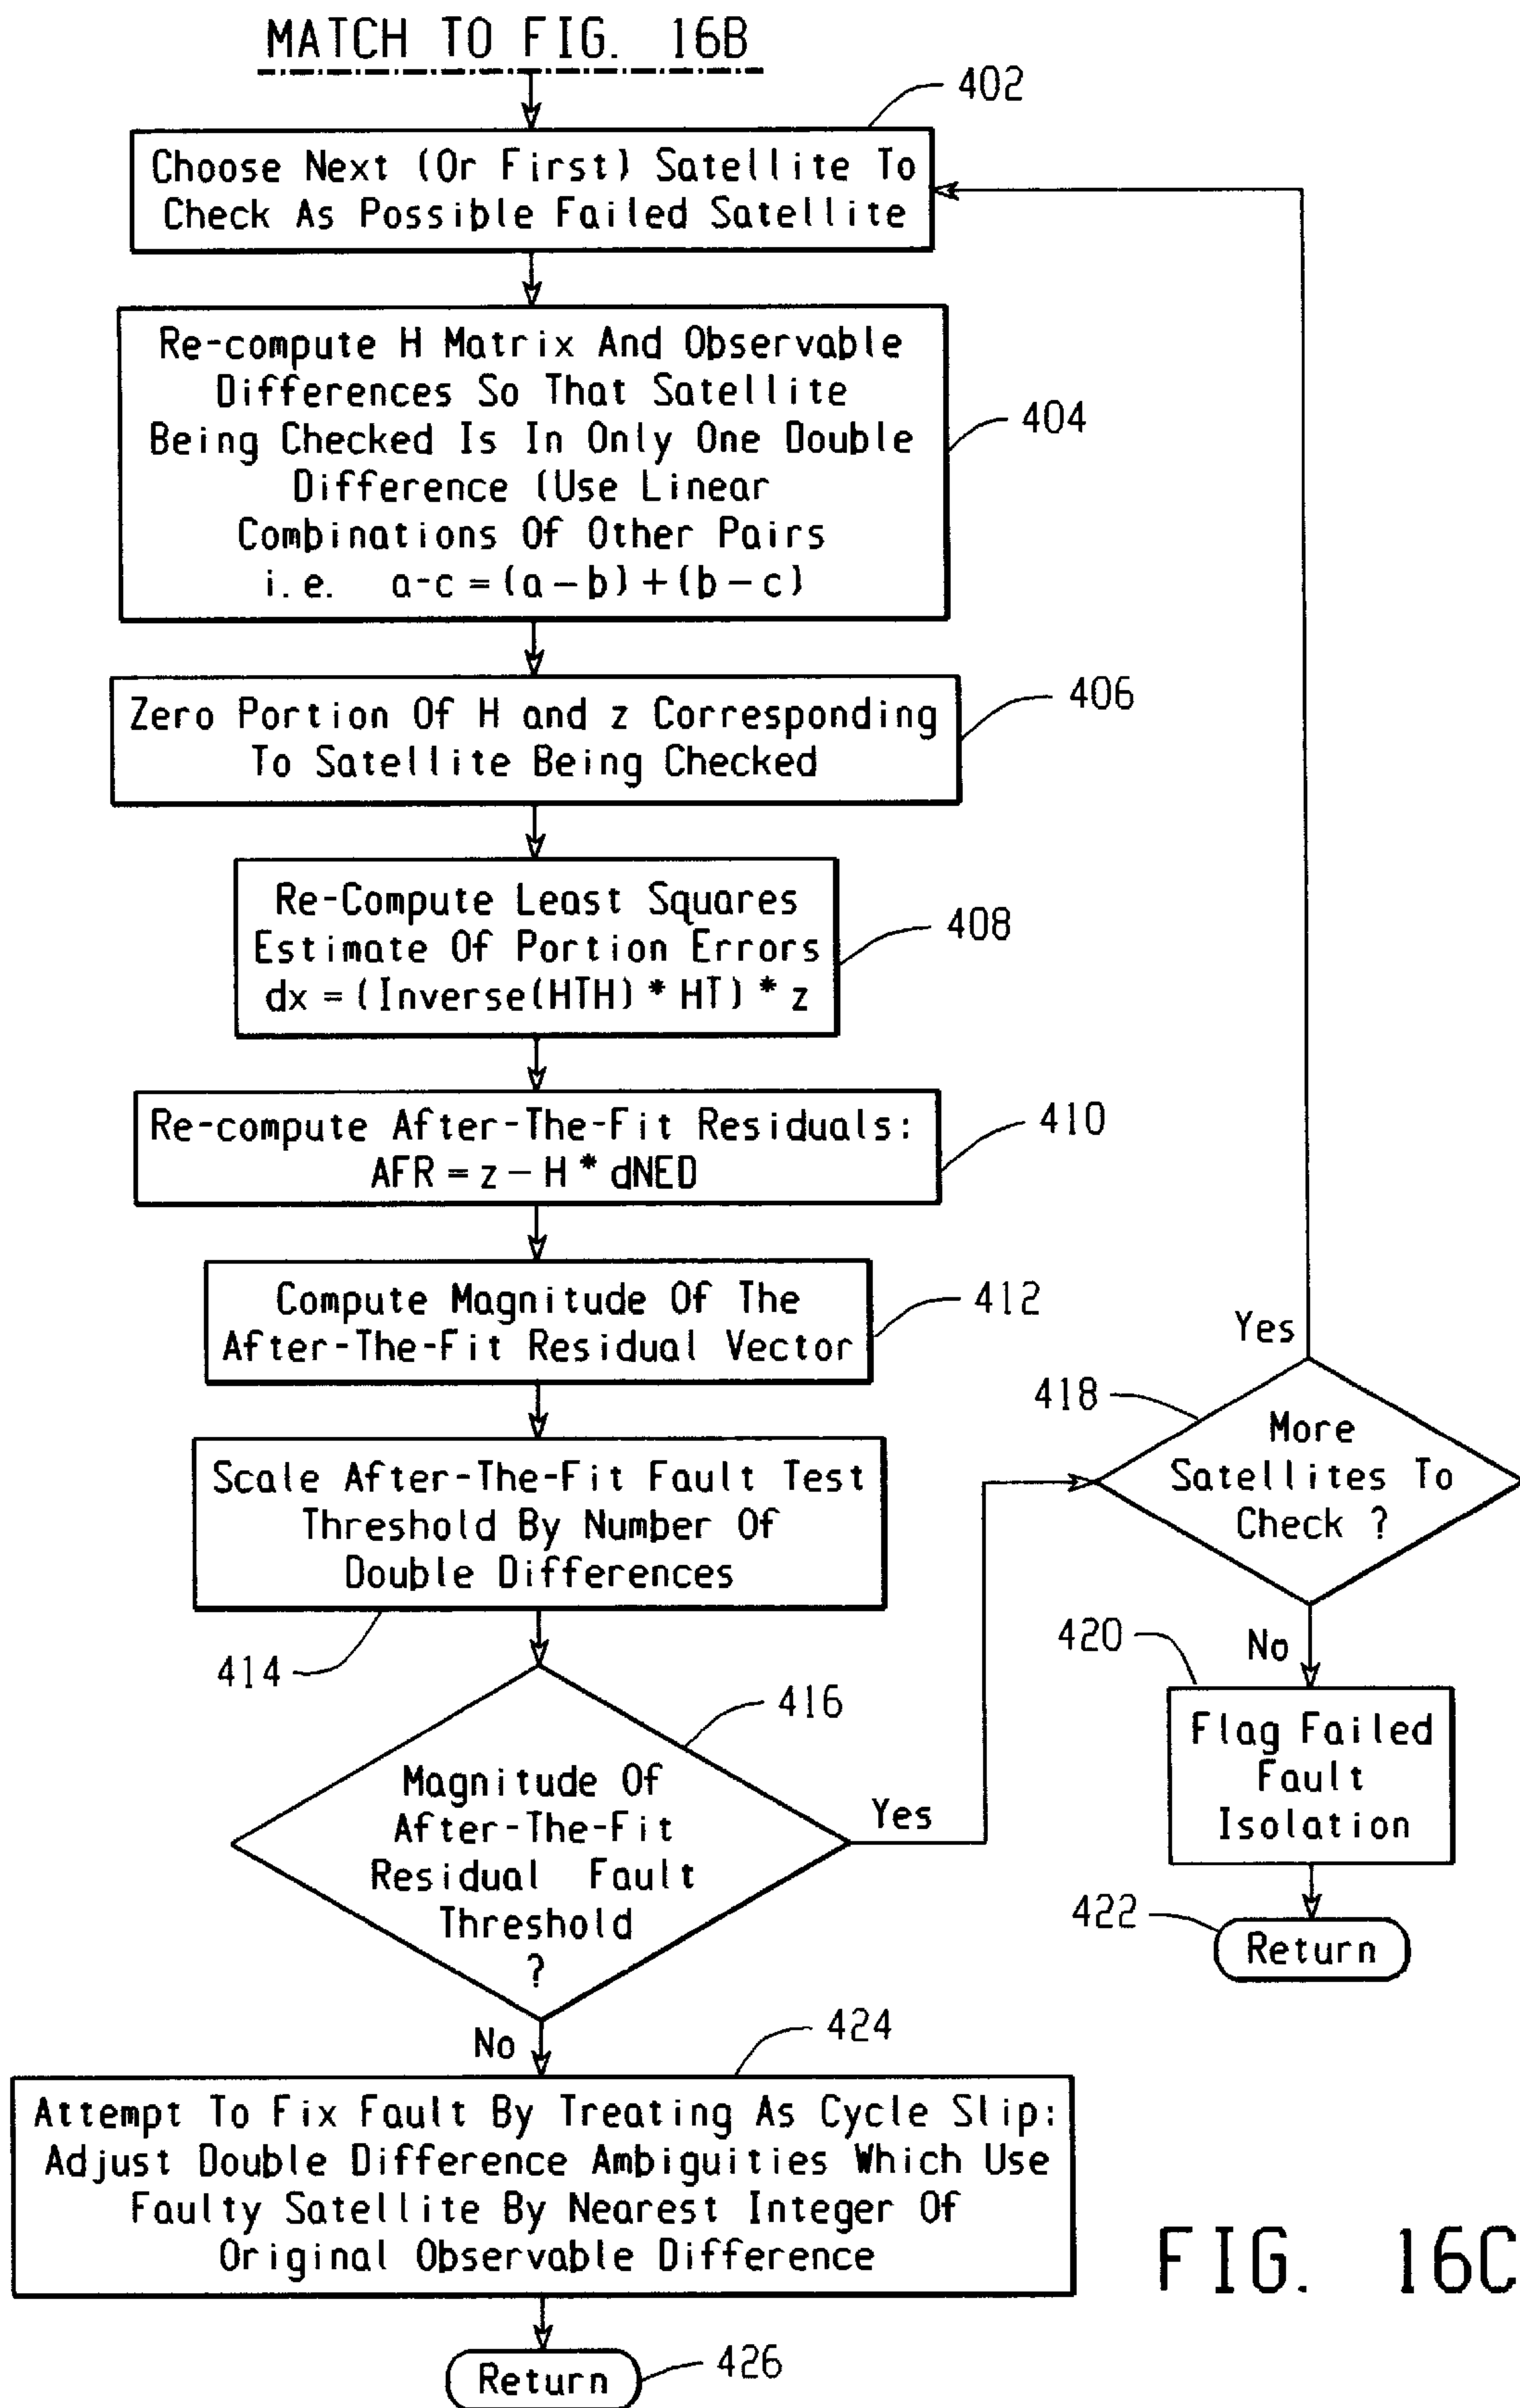 MATCH TO FIG. 16B
402
Choose Next (Or First) Satellite To
Check As Possible Failed Satellite
Re-compute H Matrix And Observable
Differences So That Satellite
Being Checked Is In Only One Double
Difference (Use Linear
Combinations Of Other Pairs
i.e. a-c = (a-b)+(b-c)
404
Zero Portion Of H and z Corresponding
To Satellite Being Checked
406
Re-Compute Least Squares
Estimate Of Portion Errors
dx = (Inverse(HTH) * HT) * z
408
Re-compute After-The-Fit Residuals:
AFR = z - H * dNED
410
Compute Magnitude Of The
After-The-Fit Residual Vector
412
Scale After-The-Fit Fault Test
Threshold By Number Of
Double Differences
414
Magnitude Of
After-The-Fit
Residual Fault
Threshold
?
416
Yes
No
418
More
Satellites To
Check ?
Yes
No
420
Flag Failed
Fault
Isolation
422
Return
424
Attempt To Fix Fault By Treating As Cycle Slip:
Adjust Double Difference Ambiguities Which Use
Faulty Satellite By Nearest Integer Of
Original Observable Difference
Return
426
FIG. 16C